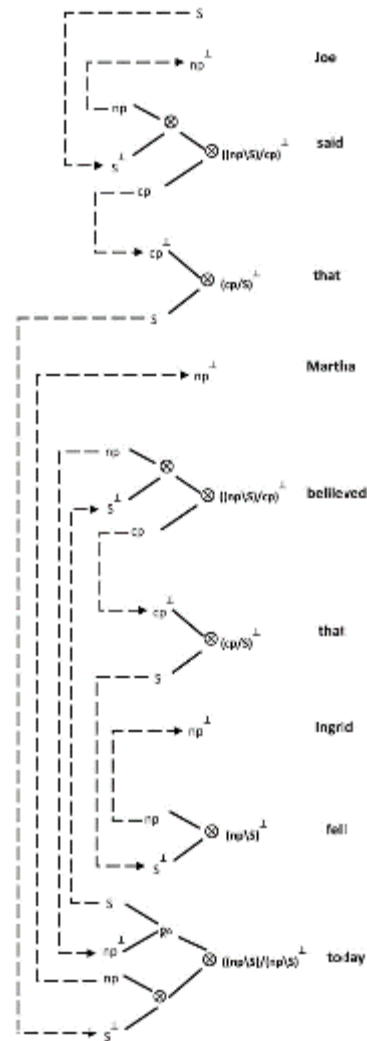 S
np⊥ Joe
np
⊗
⊗ ((np\S)/cp)⊥ said
S⊥
cp
cp⊥
⊗ (cp/S)⊥ that
S
np⊥ Martha
np
⊗
⊗ ((np\S)/cp)⊥ believed
S⊥
cp
cp⊥
⊗ (cp/S)⊥ that
S
np⊥ Ingrid
np
⊗ (np\S)⊥ fell
S⊥
S
np⊥
⊗ ((np\S)/(np\S))⊥ today
np
⊗
S⊥